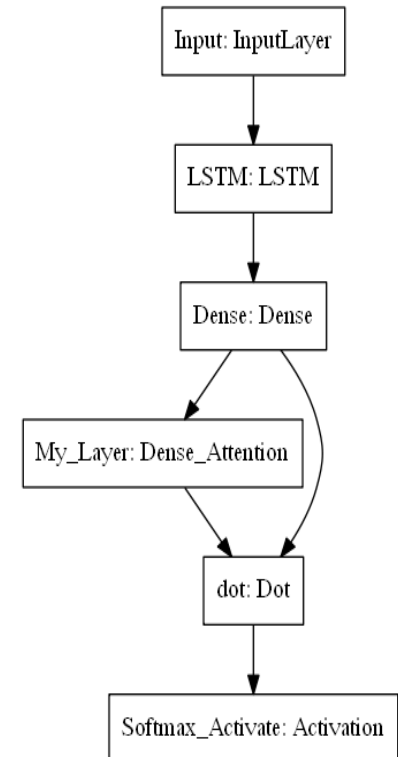 Input: InputLayer
LSTM: LSTM
Dense: Dense
My_Layer: Dense_Attention
dot: Dot
Softmax_Activate: Activation